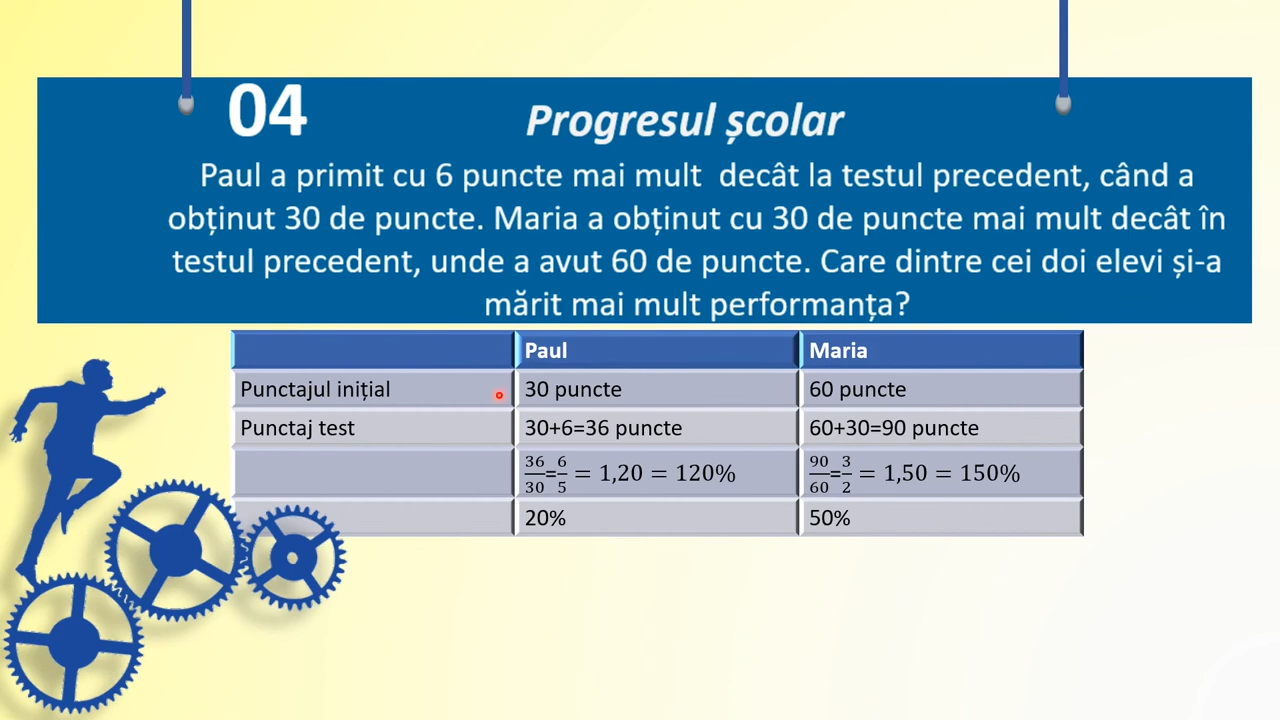 04 Progresul școlar
Paul a primit cu 6 puncte mai mult decât la testul precedent, când a
obținut 30 de puncte. Maria a obținut cu 30 de puncte mai mult decât în
testul precedent, unde a avut 60 de puncte. Care dintre cei doi elevi și-a
mărit mai mult performanța?
Paul Maria
Punctajul inițial 30 puncte 60 puncte
Punctaj test 30+6=36 puncte 60+30=90 puncte
36/30=6/5 = 1,20 = 120% 90/60=3/2 = 1,50 = 150%
20% 50%